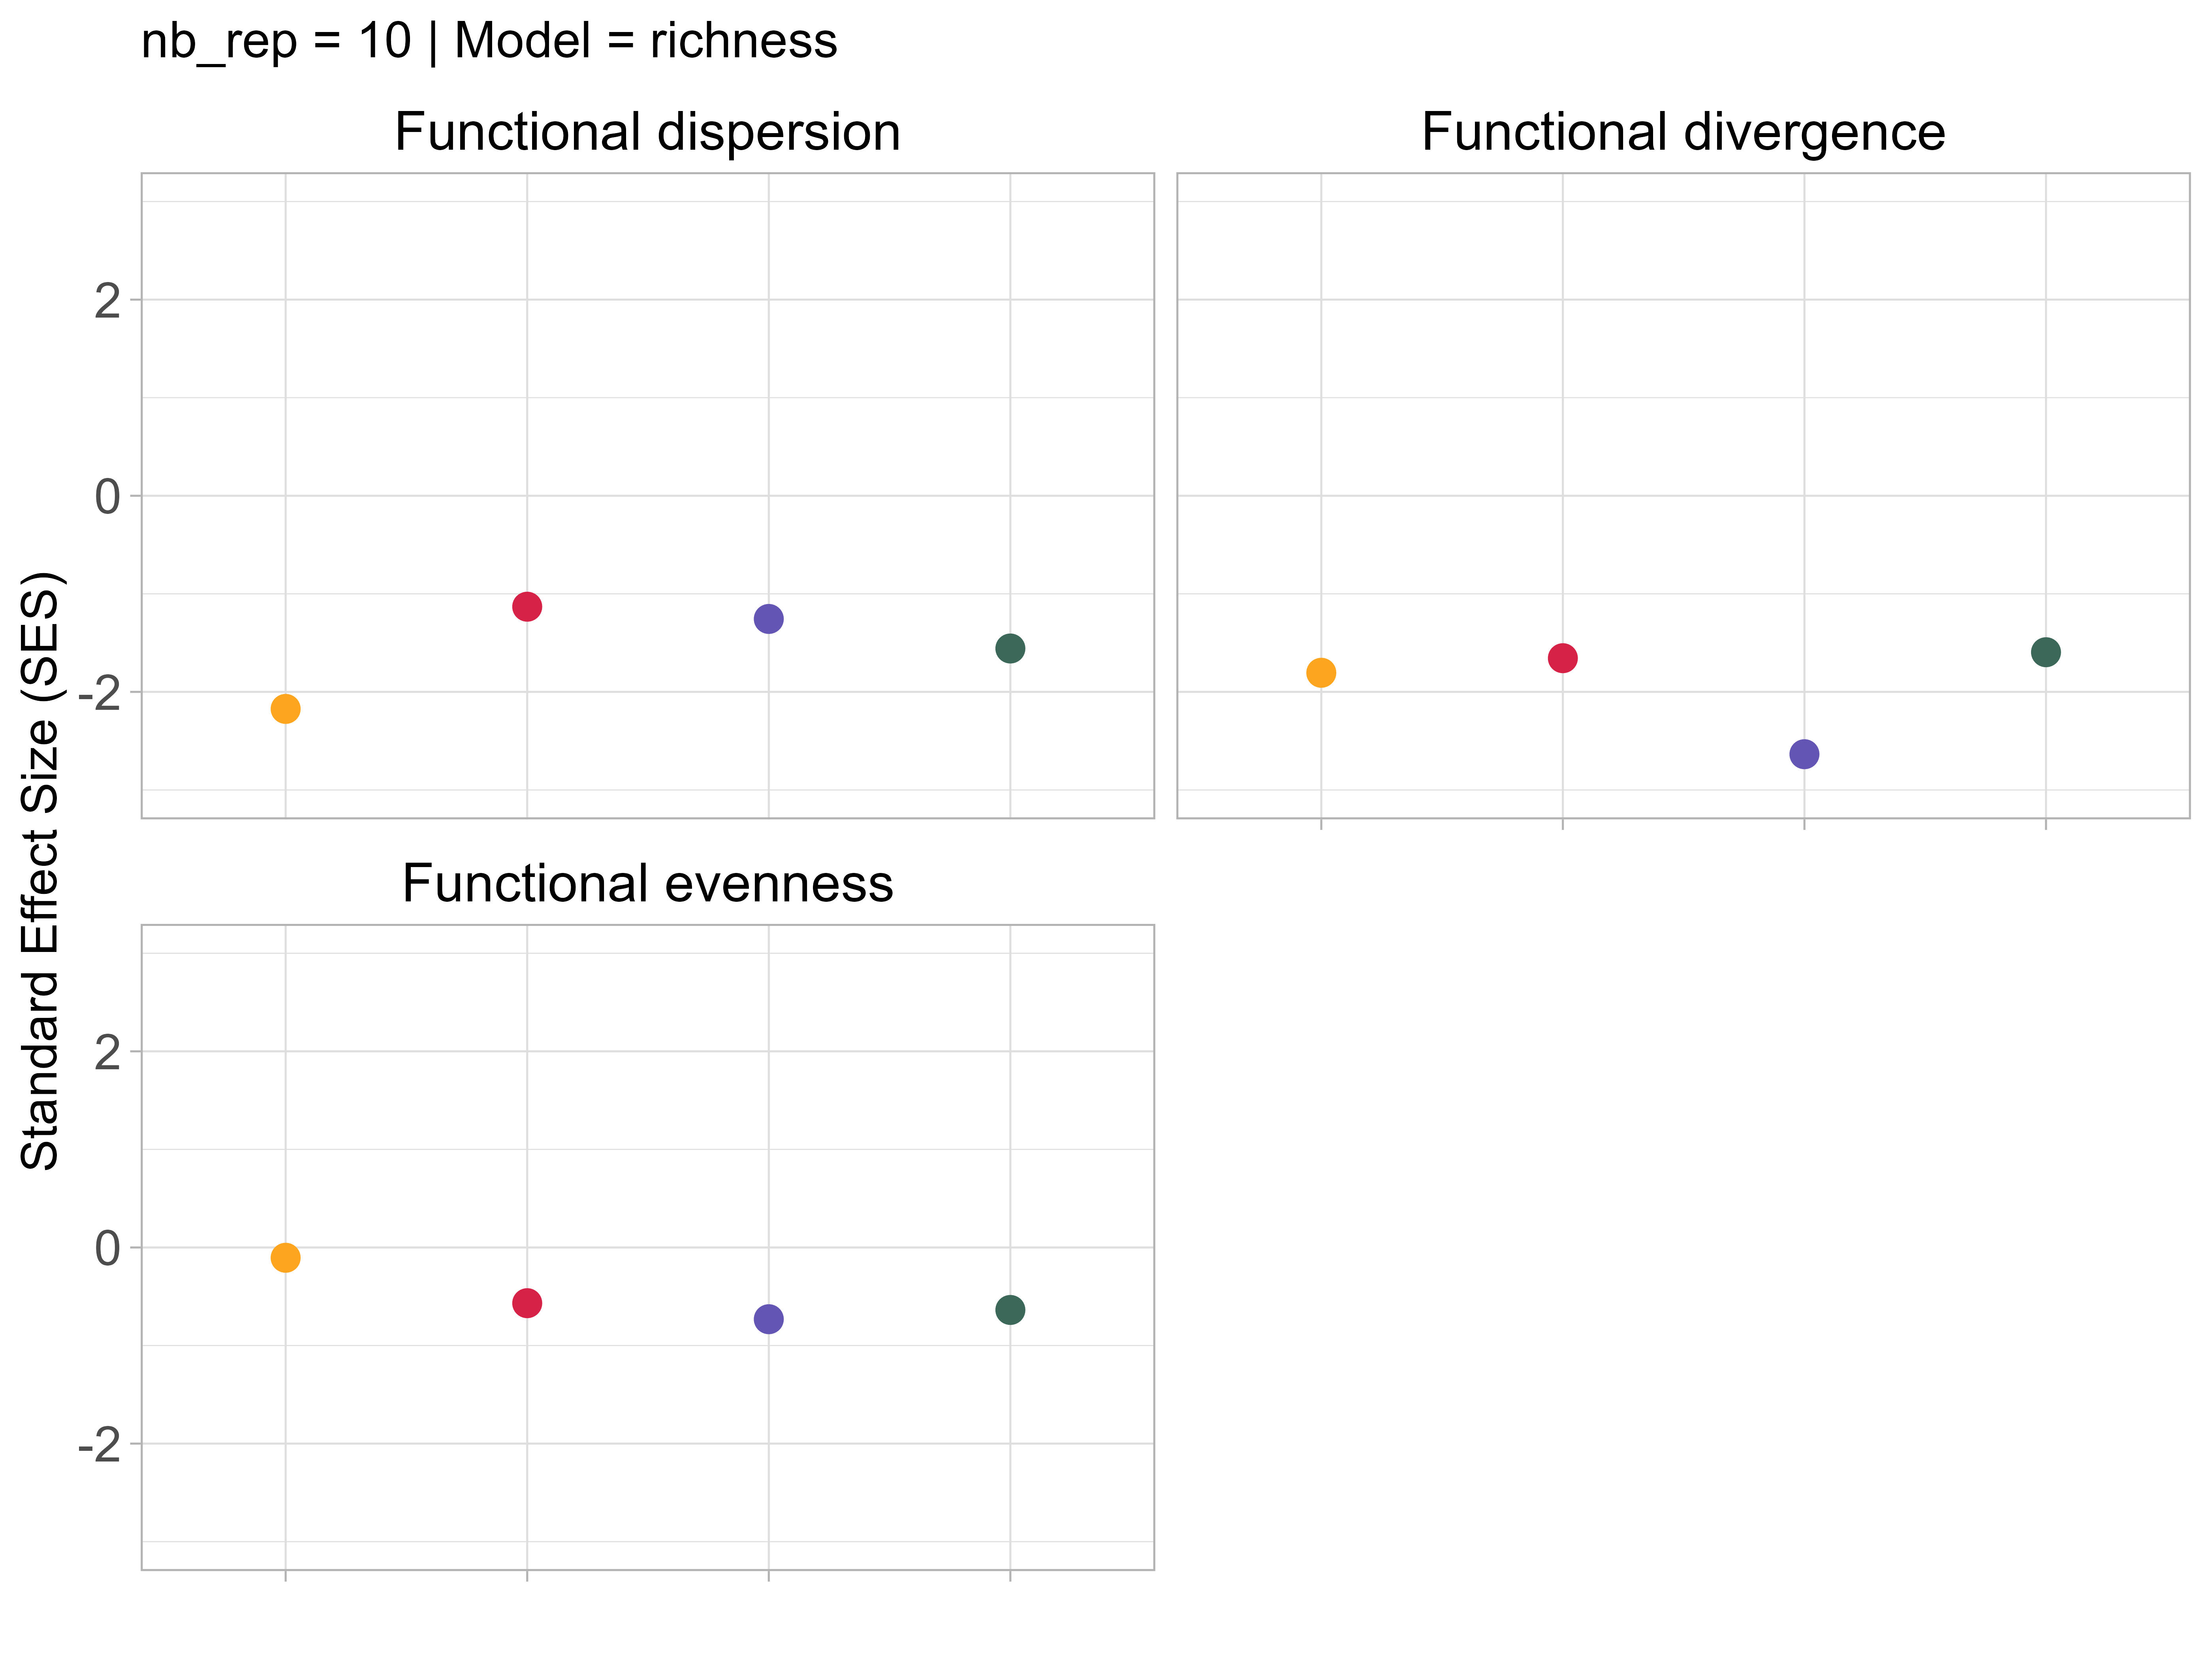 nb_rep = 10 | Model = richness
Functional dispersion
Functional divergence
2
0
-2
Standard Effect Size (SES)
Functional evenness
2
0
-2